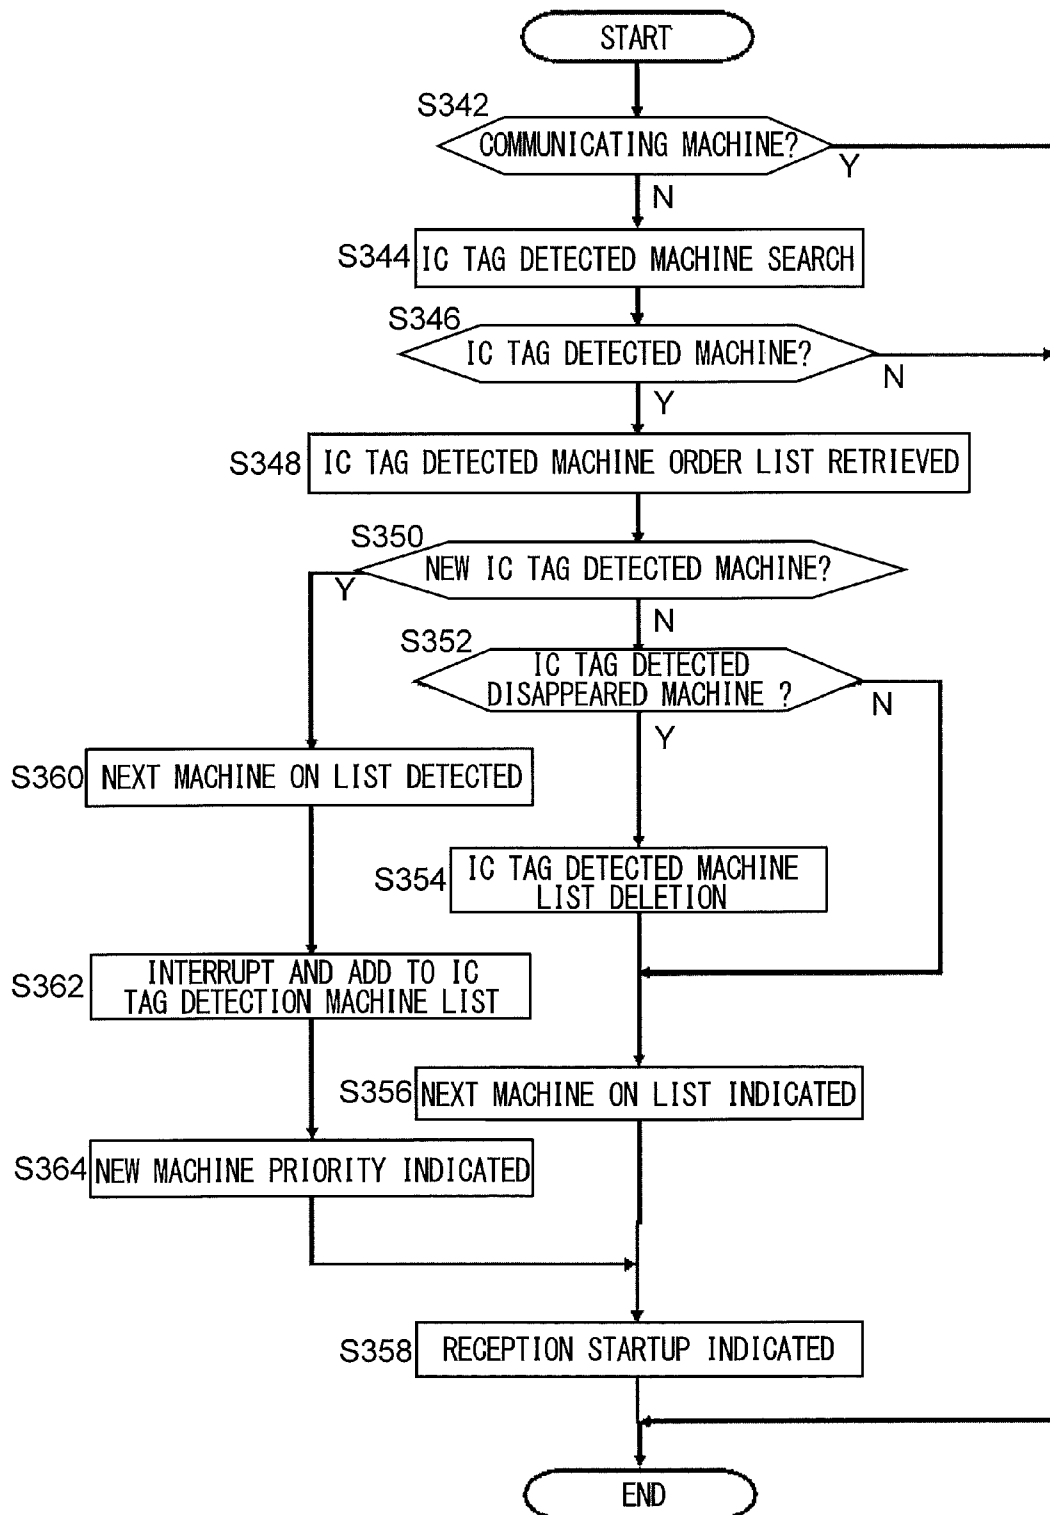 START
S342
COMMUNICATING MACHINE?
Y
N
S344
IC TAG DETECTED MACHINE SEARCH
S346
IC TAG DETECTED MACHINE?
N
Y
S348
IC TAG DETECTED MACHINE ORDER LIST RETRIEVED
S350
NEW IC TAG DETECTED MACHINE?
Y
N
S352
IC TAG DETECTED
DISAPPEARED MACHINE ?
N
Y
S360
NEXT MACHINE ON LIST DETECTED
S354
IC TAG DETECTED MACHINE
LIST DELETION
S362
INTERRUPT AND ADD TO IC
TAG DETECTION MACHINE LIST
S356
NEXT MACHINE ON LIST INDICATED
S364
NEW MACHINE PRIORITY INDICATED
S358
RECEPTION STARTUP INDICATED
END